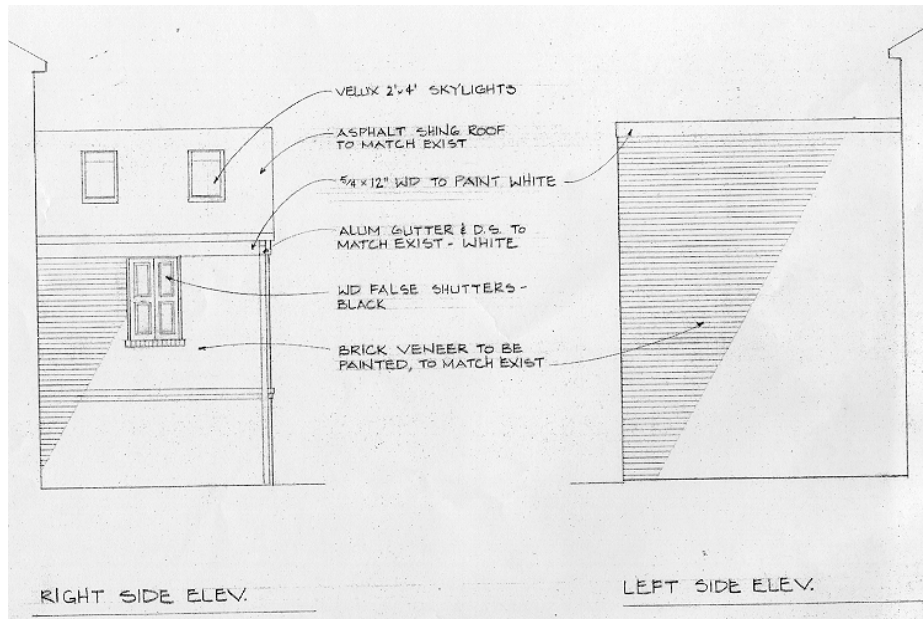 VELUX 2'x4' SKYLIGHTS
ASPHALT SHING ROOF
TO MATCH EXIST
5/4 x 12" WD TO PAINT WHITE
ALUM GUTTER & D.S. TO
MATCH EXIST - WHITE
WD FALSE SHUTTERS -
BLACK
BRICK VENEER TO BE
PAINTED, TO MATCH EXIST
RIGHT SIDE ELEV.
LEFT SIDE ELEV.